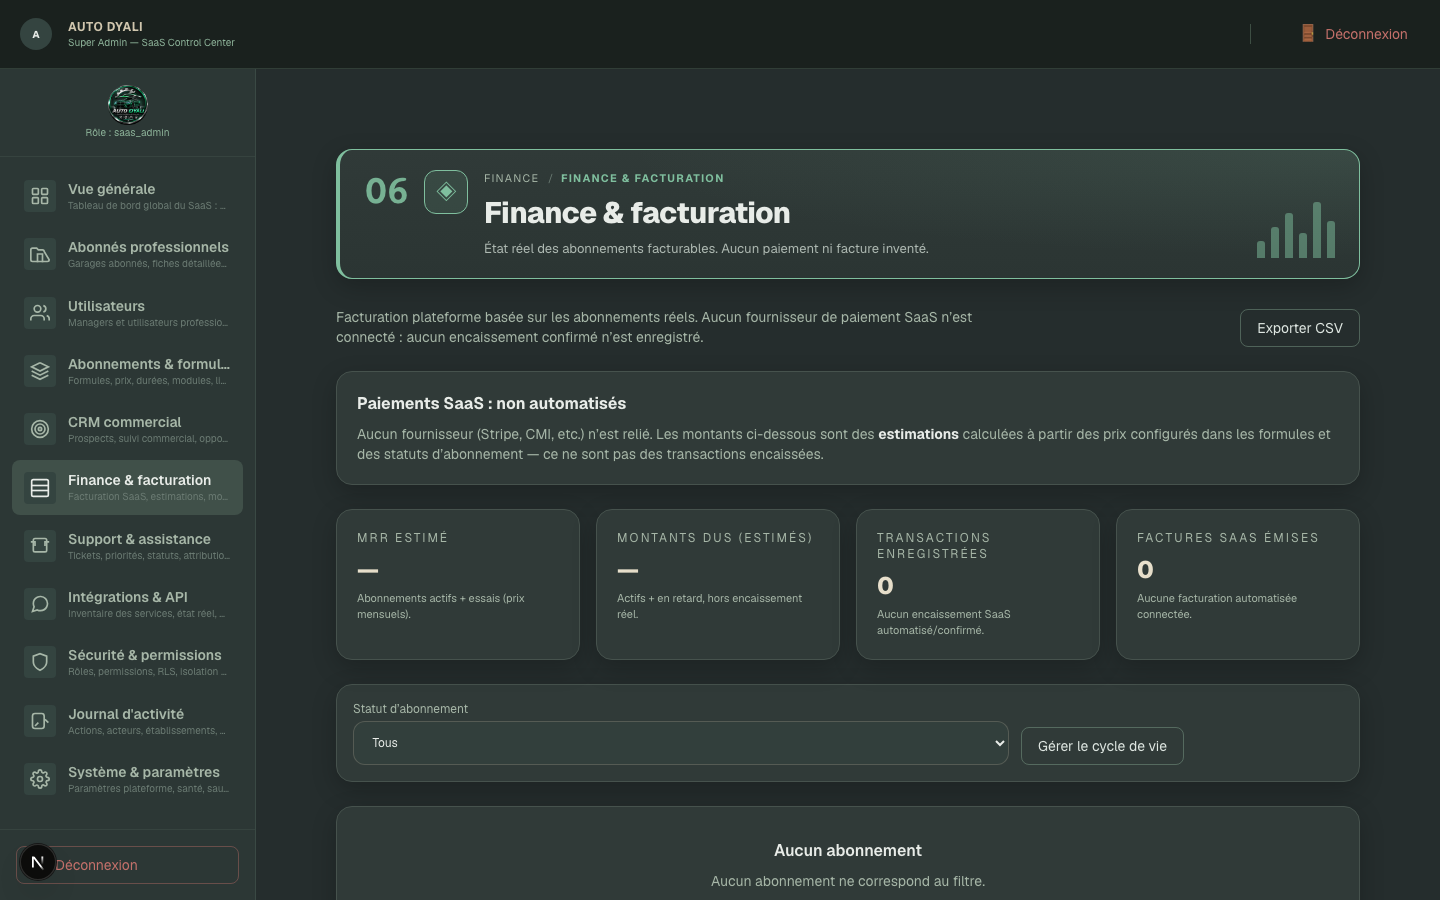 A
AUTO DYALI
Super Admin — SaaS Control Center
Déconnexion
AUTO DYALI
Rôle : saas_admin
Vue générale
Tableau de bord global du SaaS : …
Abonnés professionnels
Garages abonnés, fiches détaillée…
Utilisateurs
Managers et utilisateurs professio…
Abonnements & formul…
Formules, prix, durées, modules, li…
CRM commercial
Prospects, suivi commercial, oppo…
Finance & facturation
Facturation SaaS, estimations, mo…
Support & assistance
Tickets, priorités, statuts, attributio…
Intégrations & API
Inventaire des services, état réel, …
Sécurité & permissions
Rôles, permissions, RLS, isolation …
Journal d'activité
Actions, acteurs, établissements, …
Système & paramètres
Paramètres plateforme, santé, sau…
N
Déconnexion
06
FINANCE / FINANCE & FACTURATION
Finance & facturation
État réel des abonnements facturables. Aucun paiement ni facture inventé.
Facturation plateforme basée sur les abonnements réels. Aucun fournisseur de paiement SaaS n’est
connecté : aucun encaissement confirmé n’est enregistré.
Exporter CSV
Paiements SaaS : non automatisés
Aucun fournisseur (Stripe, CMI, etc.) n’est relié. Les montants ci-dessous sont des estimations calculées à partir des prix configurés dans les formules et
des statuts d’abonnement — ce ne sont pas des transactions encaissées.
MRR ESTIMÉ
—
Abonnements actifs + essais (prix
mensuels).
MONTANTS DUS (ESTIMÉS)
—
Actifs + en retard, hors encaissement
réel.
TRANSACTIONS
ENREGISTRÉES
0
Aucun encaissement SaaS
automatisé/confirmé.
FACTURES SAAS ÉMISES
0
Aucune facturation automatisée
connectée.
Statut d’abonnement
Tous
Gérer le cycle de vie
Aucun abonnement
Aucun abonnement ne correspond au filtre.